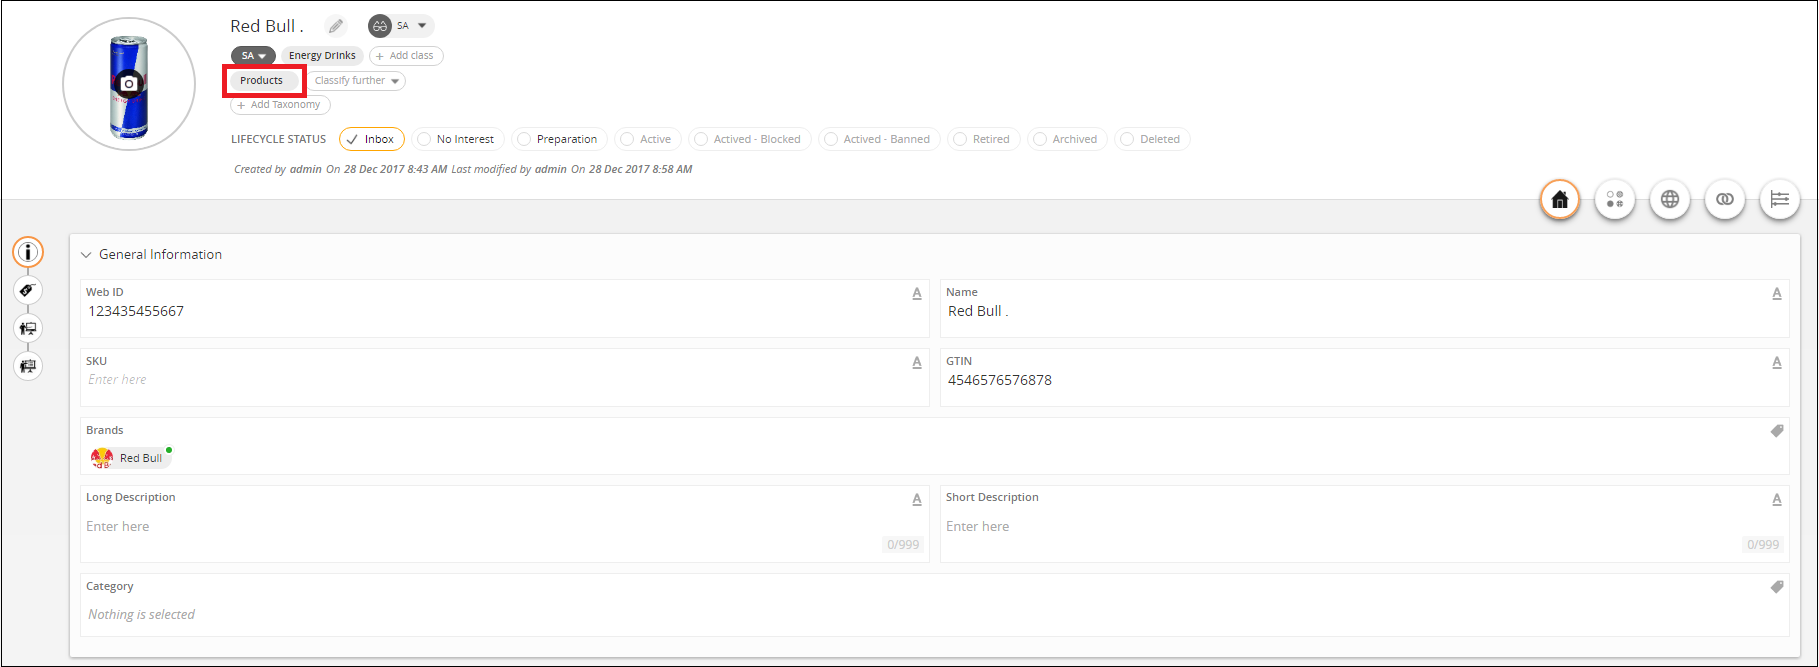 Red Bull .
SA
SA
Energy Drinks
+ Add class
Products
Classify further
+ Add Taxonomy
LIFECYCLE STATUS
Inbox
No Interest
Preparation
Active
Actived - Blocked
Actived - Banned
Retired
Archived
Deleted
Created by admin On 28 Dec 2017 8:43 AM Last modified by admin On 28 Dec 2017 8:58 AM
General Information
Web ID
A
123435455667
Name
A
Red Bull .
SKU
A
Enter here
GTIN
A
4546576576878
Brands
Red Bull
Long Description
A
Enter here
0/999
Short Description
A
Enter here
0/999
Category
Nothing is selected